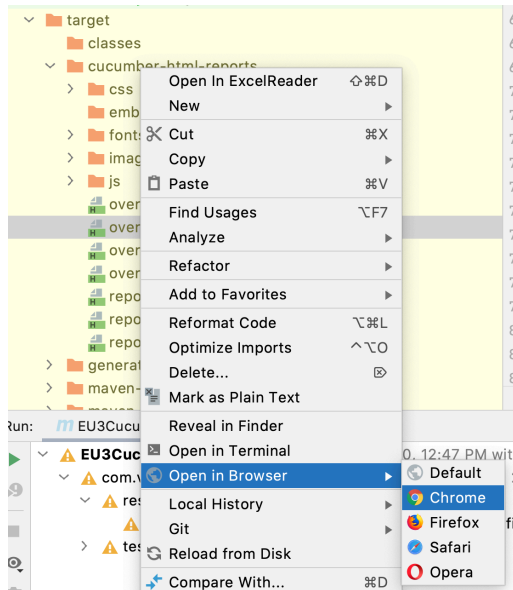 target
classes
cucumber-html-reports
css
Open In ExcelReader ⇧⌘D
emb
New
font
Cut ⌘X
imag
Copy
js
Paste ⌘V
over
Find Usages ⌥F7
over
Analyze
over
Refactor
over
repo
Add to Favorites
repo
Reformat Code ⌥⌘L
repo
Optimize Imports ^⌥O
generat
Delete... ⌦
maven-
Mark as Plain Text
Run: m EU3Cucu
Reveal in Finder
EU3Cuc
Open in Terminal
0, 12:47 PM wit
com.v
Open in Browser
Default
res
Local History
Chrome
Git
Firefox
tes
Reload from Disk
Safari
Compare With... ⌘D
Opera